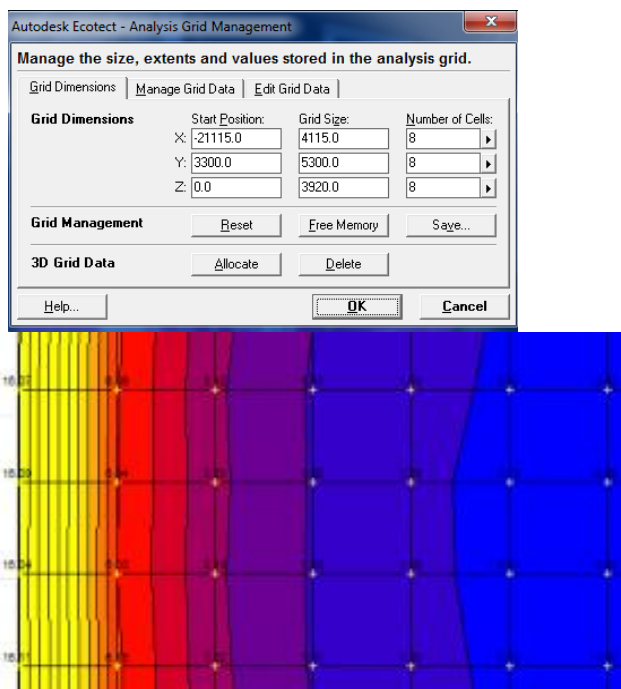 Autodesk Ecotect - Analysis Grid Management
Manage the size, extents and values stored in the analysis grid.
Grid Dimensions Manage Grid Data Edit Grid Data
Grid Dimensions Start Position: Grid Size: Number of Cells:
X: -21115.0 4115.0 8
Y: 3300.0 5300.0 8
Z: 0.0 3920.0 8
Grid Management Reset Free Memory Save...
3D Grid Data Allocate Delete
Help... OK Cancel